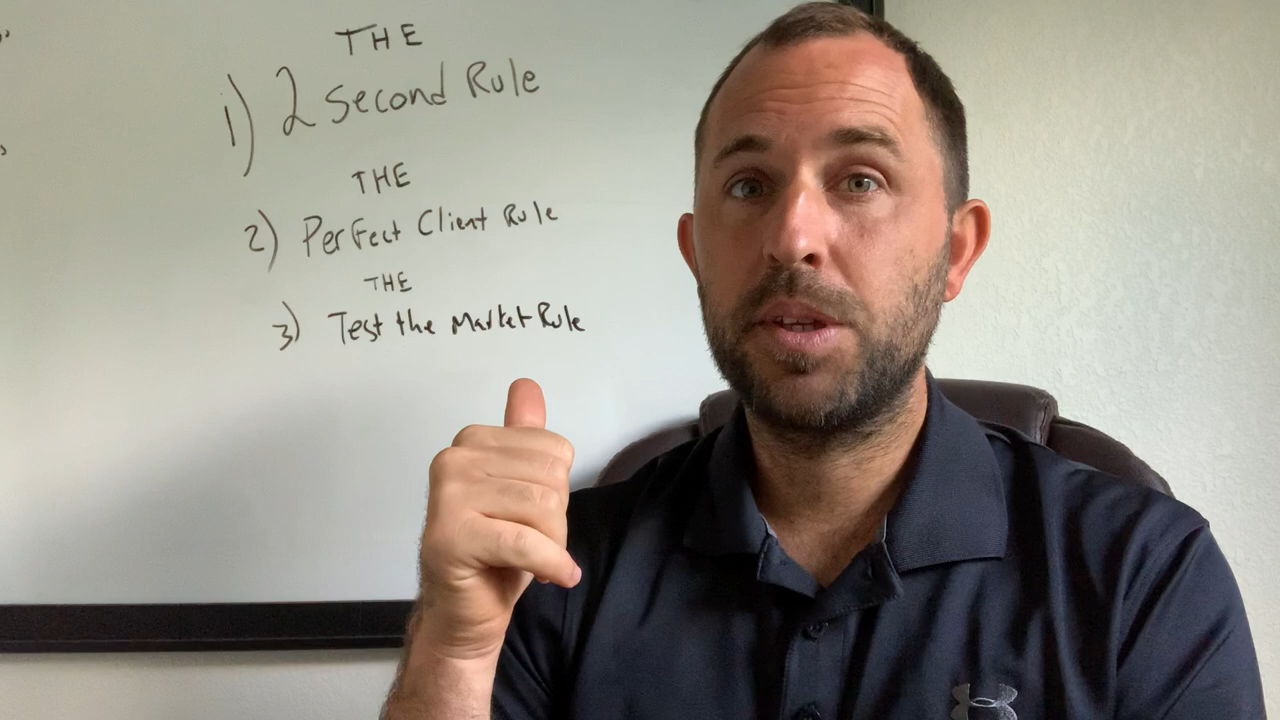 THE
1) 2 Second Rule
THE
2) Perfect Client Rule
THE
3) Test the Market Rule